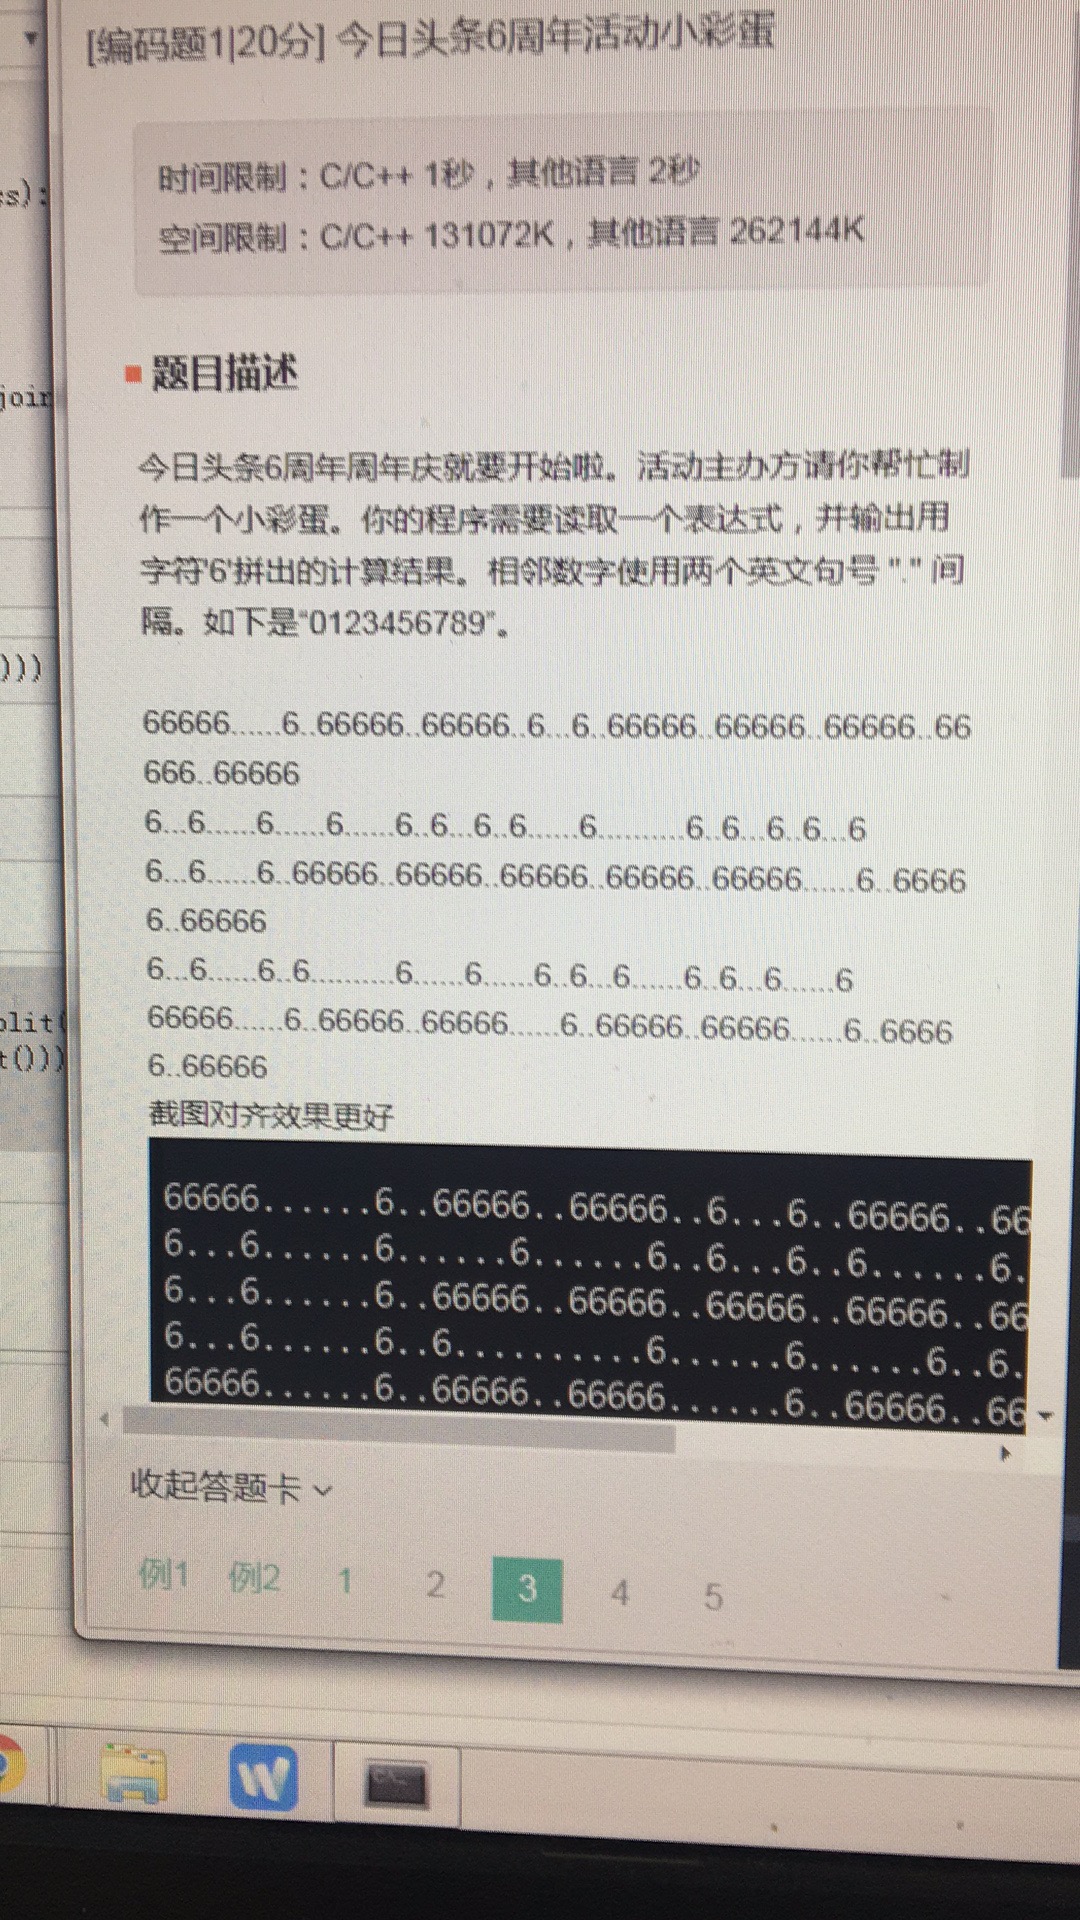 [编码题1|20分] 今日头条6周年活动小彩蛋
时间限制：C/C++ 1秒，其他语言 2秒
空间限制：C/C++ 131072K，其他语言 262144K
题目描述
今日头条6周年周年庆就要开始啦。活动主办方请你帮忙制
作一个小彩蛋。你的程序需要读取一个表达式，并输出用
字符'6'拼出的计算结果。相邻数字使用两个英文句号 "." 间
隔。如下是“0123456789”。
66666......6..66666..66666..6...6..66666..66666..66666..66
666..66666
6...6......6......6......6..6...6..6......6..........6..6...6..6...6
6...6......6..66666..66666..66666..66666..66666......6..6666
6..66666
6...6......6..6..........6......6......6..6...6......6..6...6......6
66666......6..66666..66666......6..66666..66666......6..6666
6..66666
截图对齐效果更好
66666......6..66666..66666..6...6..66666..66
6...6......6......6......6..6...6..6......6.
6...6......6..66666..66666..66666..66666..66
6...6......6..6..........6......6......6..6.
66666......6..66666..66666......6..66666..66
收起答题卡
例1 例2 1 2 3 4 5
s):
join
)))
plit(
t()))
W